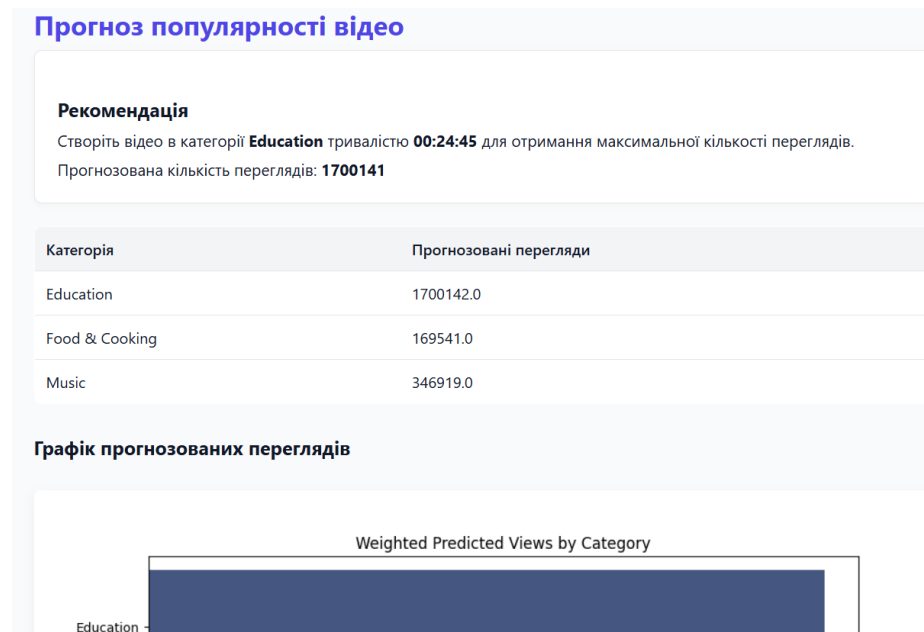 Прогноз популярності відео
Рекомендація
Створіть відео в категорії Education тривалістю 00:24:45 для отримання максимальної кількості переглядів.
Прогнозована кількість переглядів: 1700141
Категорія Прогнозовані перегляди
Education 1700142.0
Food & Cooking 169541.0
Music 346919.0
Графік прогнозованих переглядів
Weighted Predicted Views by Category
Education